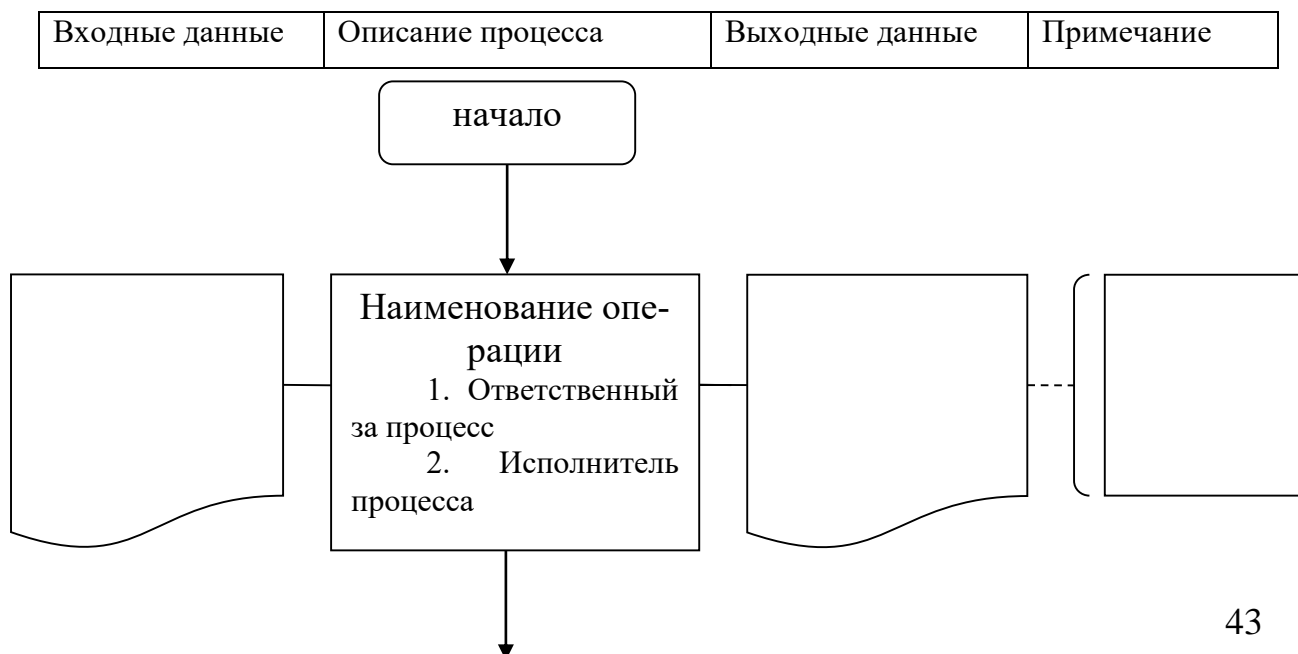 Входные данные Описание процесса Выходные данные Примечание
начало
Наименование опе-
рации
1. Ответственный
за процесс
2. Исполнитель
процесса
43